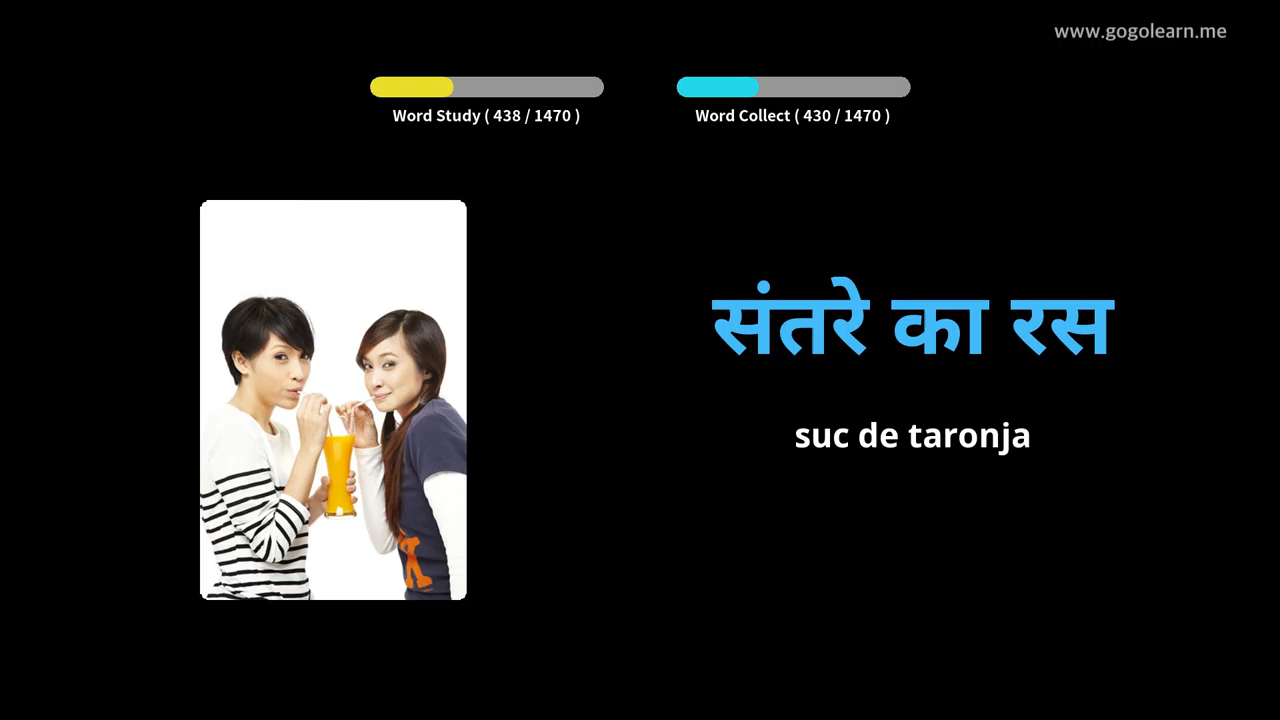 www.gogolearn.me
Word Study ( 438 / 1470 )
Word Collect ( 430 / 1470 )
संतरे का रस
suc de taronja